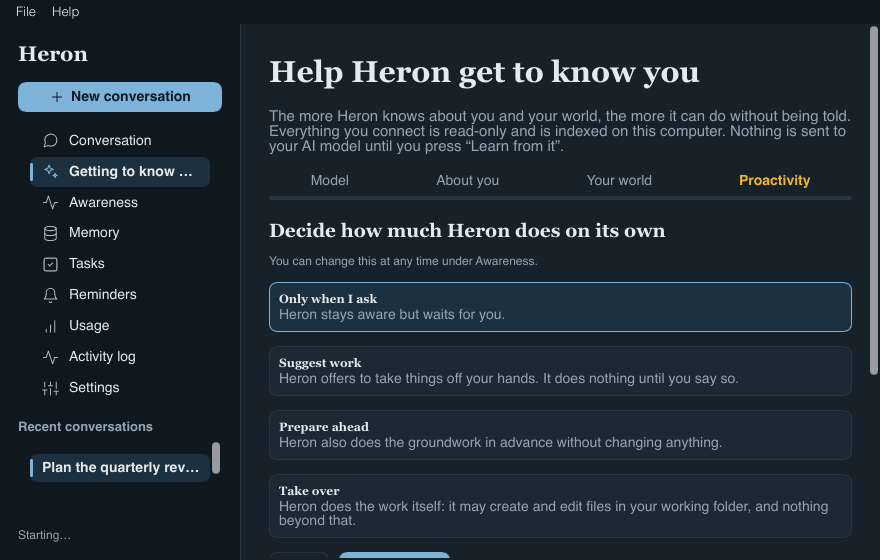 File Help
Heron
+ New conversation
Conversation
Getting to know …
Awareness
Memory
Tasks
Reminders
Usage
Activity log
Settings
Recent conversations
Plan the quarterly rev…
Starting…
Help Heron get to know you
The more Heron knows about you and your world, the more it can do without being told.
Everything you connect is read-only and is indexed on this computer. Nothing is sent to
your AI model until you press “Learn from it”.
Model About you Your world Proactivity
Decide how much Heron does on its own
You can change this at any time under Awareness.
Only when I ask
Heron stays aware but waits for you.
Suggest work
Heron offers to take things off your hands. It does nothing until you say so.
Prepare ahead
Heron also does the groundwork in advance without changing anything.
Take over
Heron does the work itself: it may create and edit files in your working folder, and nothing
beyond that.